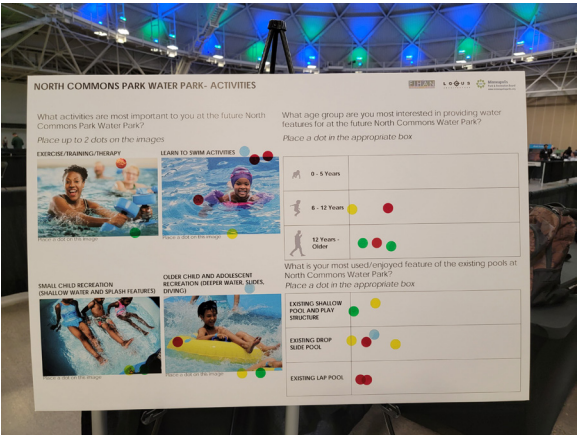 NORTH COMMONS PARK WATER PARK- ACTIVITIES
LOCUS
Minneapolis
What activities are most important to you at the future North
Commons Park Water Park?
Place up to 2 dots on the images
EXERCISE/TRAINING/THERAPY
LEARN TO SWIM ACTIVITIES
Place a dot on the image
Place a dot on the image
SMALL CHILD RECREATION
(SHALLOW WATER AND SPLASH FEATURES)
OLDER CHILD AND ADOLESCENT
RECREATION (DEEPER WATER, SLIDES,
DIVING)
Place a dot on the image
Place a dot on the image
What age group are you most interested in providing water
features for at the future North Commons Water Park?
Place a dot in the appropriate box
0 - 5 Years
6 - 12 Years
12 Years -
Older
What is your most used/enjoyed feature of the existing pools at
North Commons Water Park?
Place a dot in the appropriate box
EXISTING SHALLOW
POOL AND PLAY
STRUCTURE
EXISTING DROP
SLIDE POOL
EXISTING LAP POOL